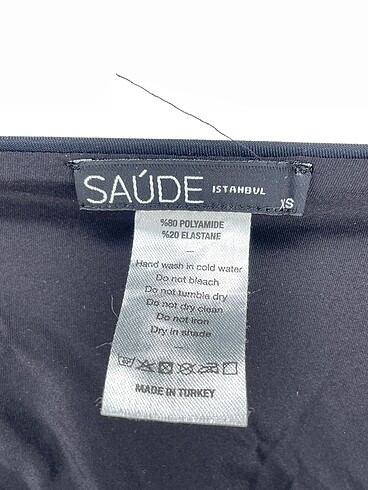 SAÚDE ISTANBUL
XS
%80 POLYAMIDE
%20 ELASTANE
—
Hand wash in cold water
Do not bleach
Do not tumble dry
Do not dry clean
Do not iron
Dry in shade
—
MADE IN TURKEY